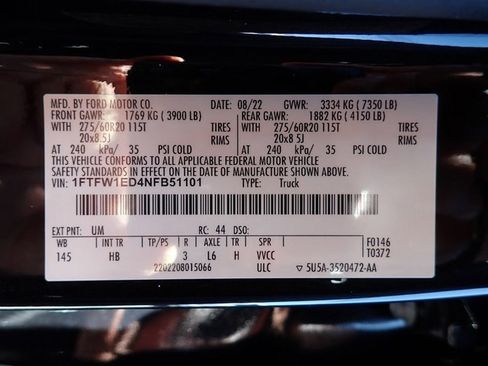 MFD. BY FORD MOTOR CO. DATE: 08/22 GVWR: 3334 KG ( 7350 LB)
FRONT GAWR: 1769 KG ( 3900 LB) REAR GAWR: 1882 KG ( 4150 LB)
WITH 275/60R20 115T TIRES WITH 275/60R20 115T TIRES
20x8.5J RIMS 20x8.5J RIMS
AT 240 kPa/ 35 PSI COLD AT 240 kPa/ 35 PSI COLD
THIS VEHICLE CONFORMS TO ALL APPLICABLE FEDERAL MOTOR VEHICLE
SAFETY STANDARDS IN EFFECT ON THE DATE OF MANUFACTURE SHOWN ABOVE.
VIN: 1FTFW1ED4NFB51101 TYPE: Truck
EXT PNT: UM RC: 44 DSO:
WB INT TR TP/PS R AXLE TR SPR F0146
145 HB 3 L6 H VVCC T0372
2202208015066 ULC ▽ 5U5A-3520472-AA